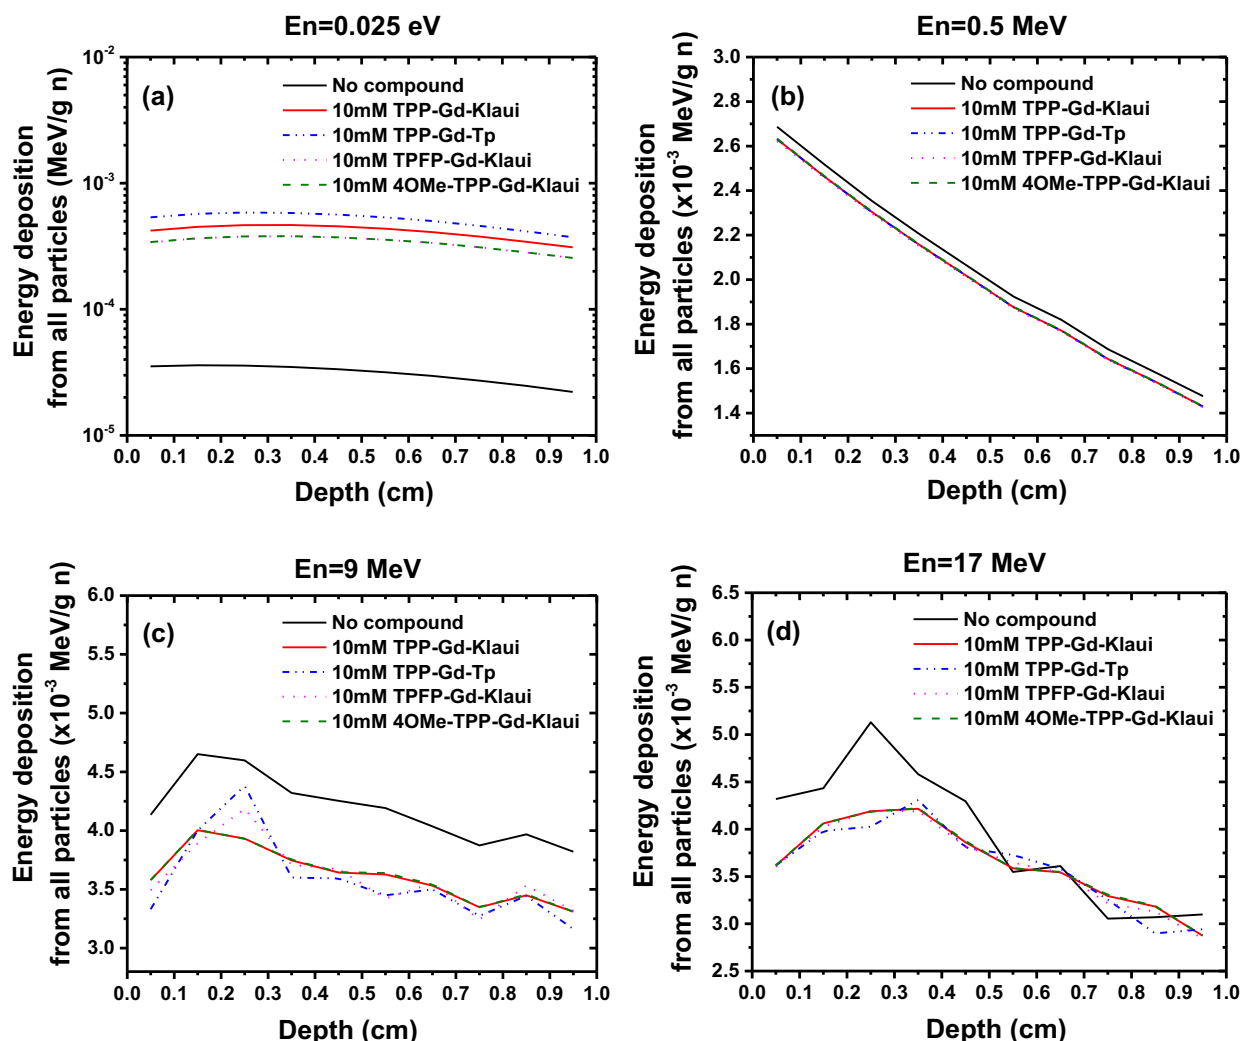 En=0.025 eV
(a)
No compound
10mM TPP-Gd-Klaui
10mM TPP-Gd-Tp
10mM TPFP-Gd-Klaui
10mM 4OMe-TPP-Gd-Klaui
Energy deposition
from all particles (MeV/g n)
10⁻²
10⁻³
10⁻⁴
10⁻⁵
0.0 0.1 0.2 0.3 0.4 0.5 0.6 0.7 0.8 0.9 1.0
Depth (cm)
En=0.5 MeV
(b)
No compound
10mM TPP-Gd-Klaui
10mM TPP-Gd-Tp
10mM TPFP-Gd-Klaui
10mM 4OMe-TPP-Gd-Klaui
Energy deposition
from all particles (x10⁻³ MeV/g n)
3.0
2.8
2.6
2.4
2.2
2.0
1.8
1.6
1.4
0.0 0.1 0.2 0.3 0.4 0.5 0.6 0.7 0.8 0.9 1.0
Depth (cm)
En=9 MeV
(c)
No compound
10mM TPP-Gd-Klaui
10mM TPP-Gd-Tp
10mM TPFP-Gd-Klaui
10mM 4OMe-TPP-Gd-Klaui
Energy deposition
from all particles (x10⁻³ MeV/g n)
6.0
5.5
5.0
4.5
4.0
3.5
3.0
0.0 0.1 0.2 0.3 0.4 0.5 0.6 0.7 0.8 0.9 1.0
Depth (cm)
En=17 MeV
(d)
No compound
10mM TPP-Gd-Klaui
10mM TPP-Gd-Tp
10mM TPFP-Gd-Klaui
10mM 4OMe-TPP-Gd-Klaui
Energy deposition
from all particles (x10⁻³ MeV/g n)
6.5
6.0
5.5
5.0
4.5
4.0
3.5
3.0
2.5
0.0 0.1 0.2 0.3 0.4 0.5 0.6 0.7 0.8 0.9 1.0
Depth (cm)